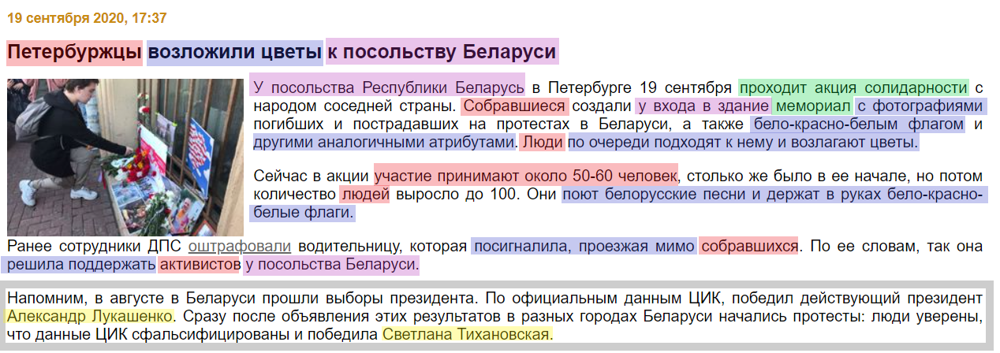 19 сентября 2020, 17:37
Петербуржцы возложили цветы к посольству Беларуси
У посольства Республики Беларусь в Петербурге 19 сентября проходит акция солидарности с
народом соседней страны. Собравшиеся создали у входа в здание мемориал с фотографиями
погибших и пострадавших на протестах в Беларуси, а также бело-красно-белым флагом и
другими аналогичными атрибутами. Люди по очереди подходят к нему и возлагают цветы.
Сейчас в акции участие принимают около 50-60 человек, столько же было в ее начале, но потом
количество людей выросло до 100. Они поют белорусские песни и держат в руках бело-красно-
белые флаги.
Ранее сотрудники ДПС оштрафовали водительницу, которая посигналила, проезжая мимо собравшихся. По ее словам, так она
решила поддержать активистов у посольства Беларуси.
Напомним, в августе в Беларуси прошли выборы президента. По официальным данным ЦИК, победил действующий президент
Александр Лукашенко. Сразу после объявления этих результатов в разных городах Беларуси начались протесты: люди уверены,
что данные ЦИК сфальсифицированы и победила Светлана Тихановская.